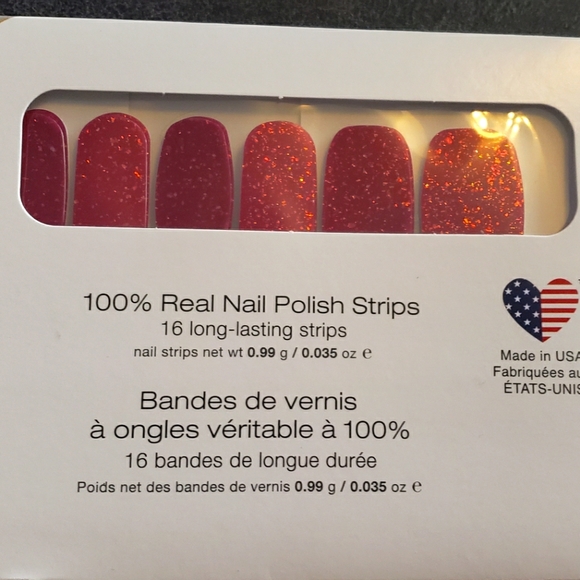 100% Real Nail Polish Strips
16 long-lasting strips
nail strips net wt 0.99 g / 0.035 oz e
Bandes de vernis
à ongles véritable à 100%
16 bandes de longue durée
Poids net des bandes de vernis 0.99 g / 0.035 oz e
Made in USA
Fabriquées au
ÉTATS-UNIS